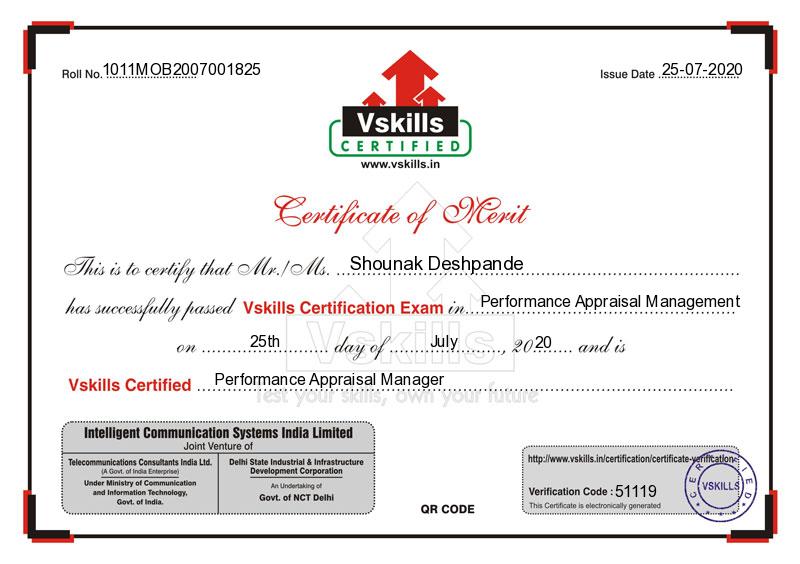 Roll No. 1011MOB2007001825
Issue Date 25-07-2020
Vskills
CERTIFIED
www.vskills.in
Certificate of Merit
This is to certify that Mr./Ms. Shounak Deshpande
has successfully passed Vskills Certification Exam in Performance Appraisal Management
on 25th day of July, 2020 and is
Vskills Certified Performance Appraisal Manager
Vskills
Test your skills, own your future
Intelligent Communication Systems India Limited
Joint Venture of
Telecommunications Consultants India Ltd.
(A Govt. of India Enterprise)
Under Ministry of Communication
and Information Technology,
Govt. of India.
Delhi State Industrial & Infrastructure
Development Corporation
An Undertaking of
Govt. of NCT Delhi
QR CODE
http://www.vskills.in/certification/certificate-verification
Verification Code : 51119
This Certificate is electronically generated
CERTIFIED
VSKILLS